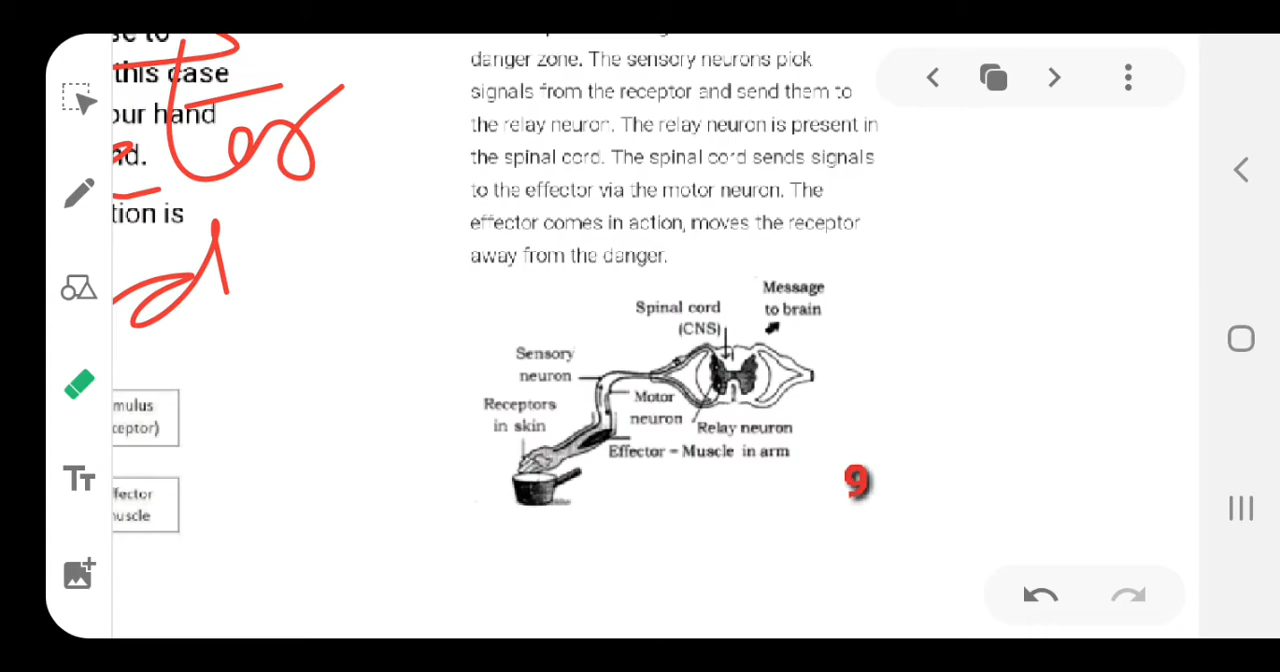 this case
our hand
nd.
tion is
mulus
ceptor)
ffector
nuscle
danger zone. The sensory neurons pick
signals from the receptor and send them to
the relay neuron. The relay neuron is present in
the spinal cord. The spinal cord sends signals
to the effector via the motor neuron. The
effector comes in action, moves the receptor
away from the danger.
Message
to brain
Spinal cord
(CNS)
Sensory
neuron
Receptors
in skin
Motor
neuron
Relay neuron
Effector = Muscle in arm
9
TT